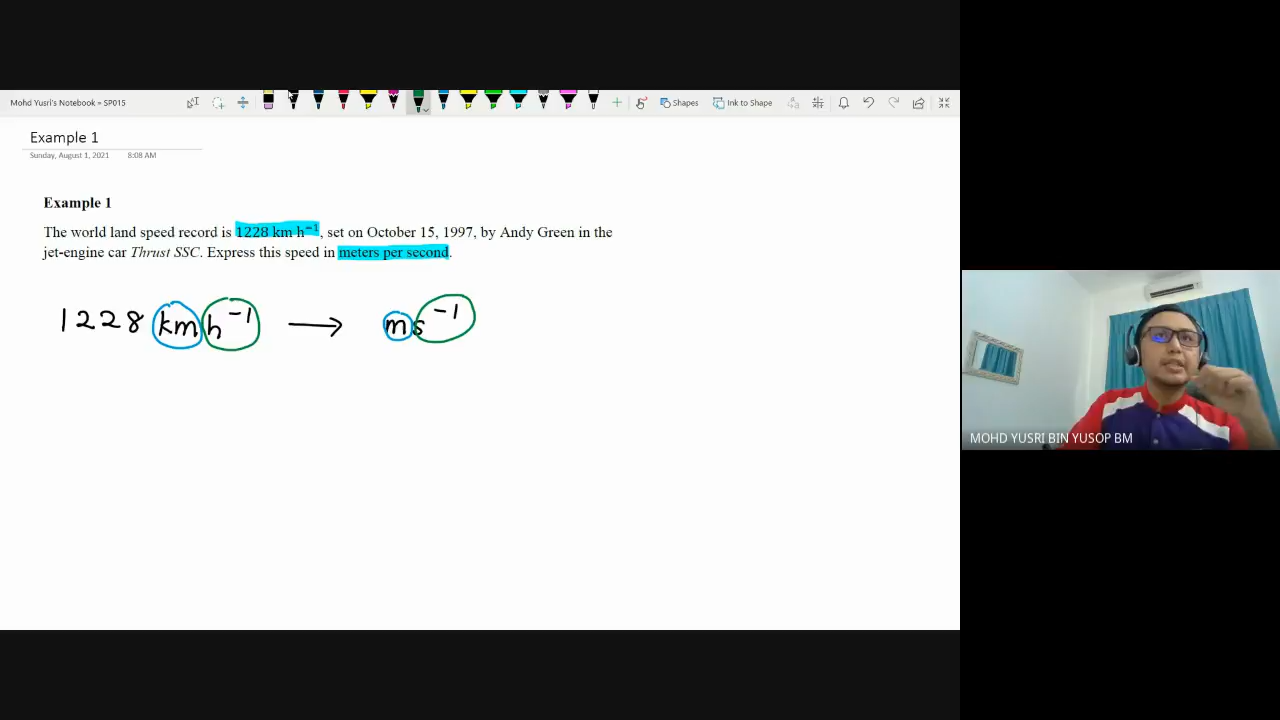 Mohd Yusri's Notebook » SP015
Shapes
Ink to Shape
Example 1
Sunday, August 1, 2021 8:08 AM
Example 1
The world land speed record is 1228 km h⁻¹, set on October 15, 1997, by Andy Green in the
jet-engine car Thrust SSC. Express this speed in meters per second.
1228 km h⁻¹ → m s⁻¹
MOHD YUSRI BIN YUSOP BM